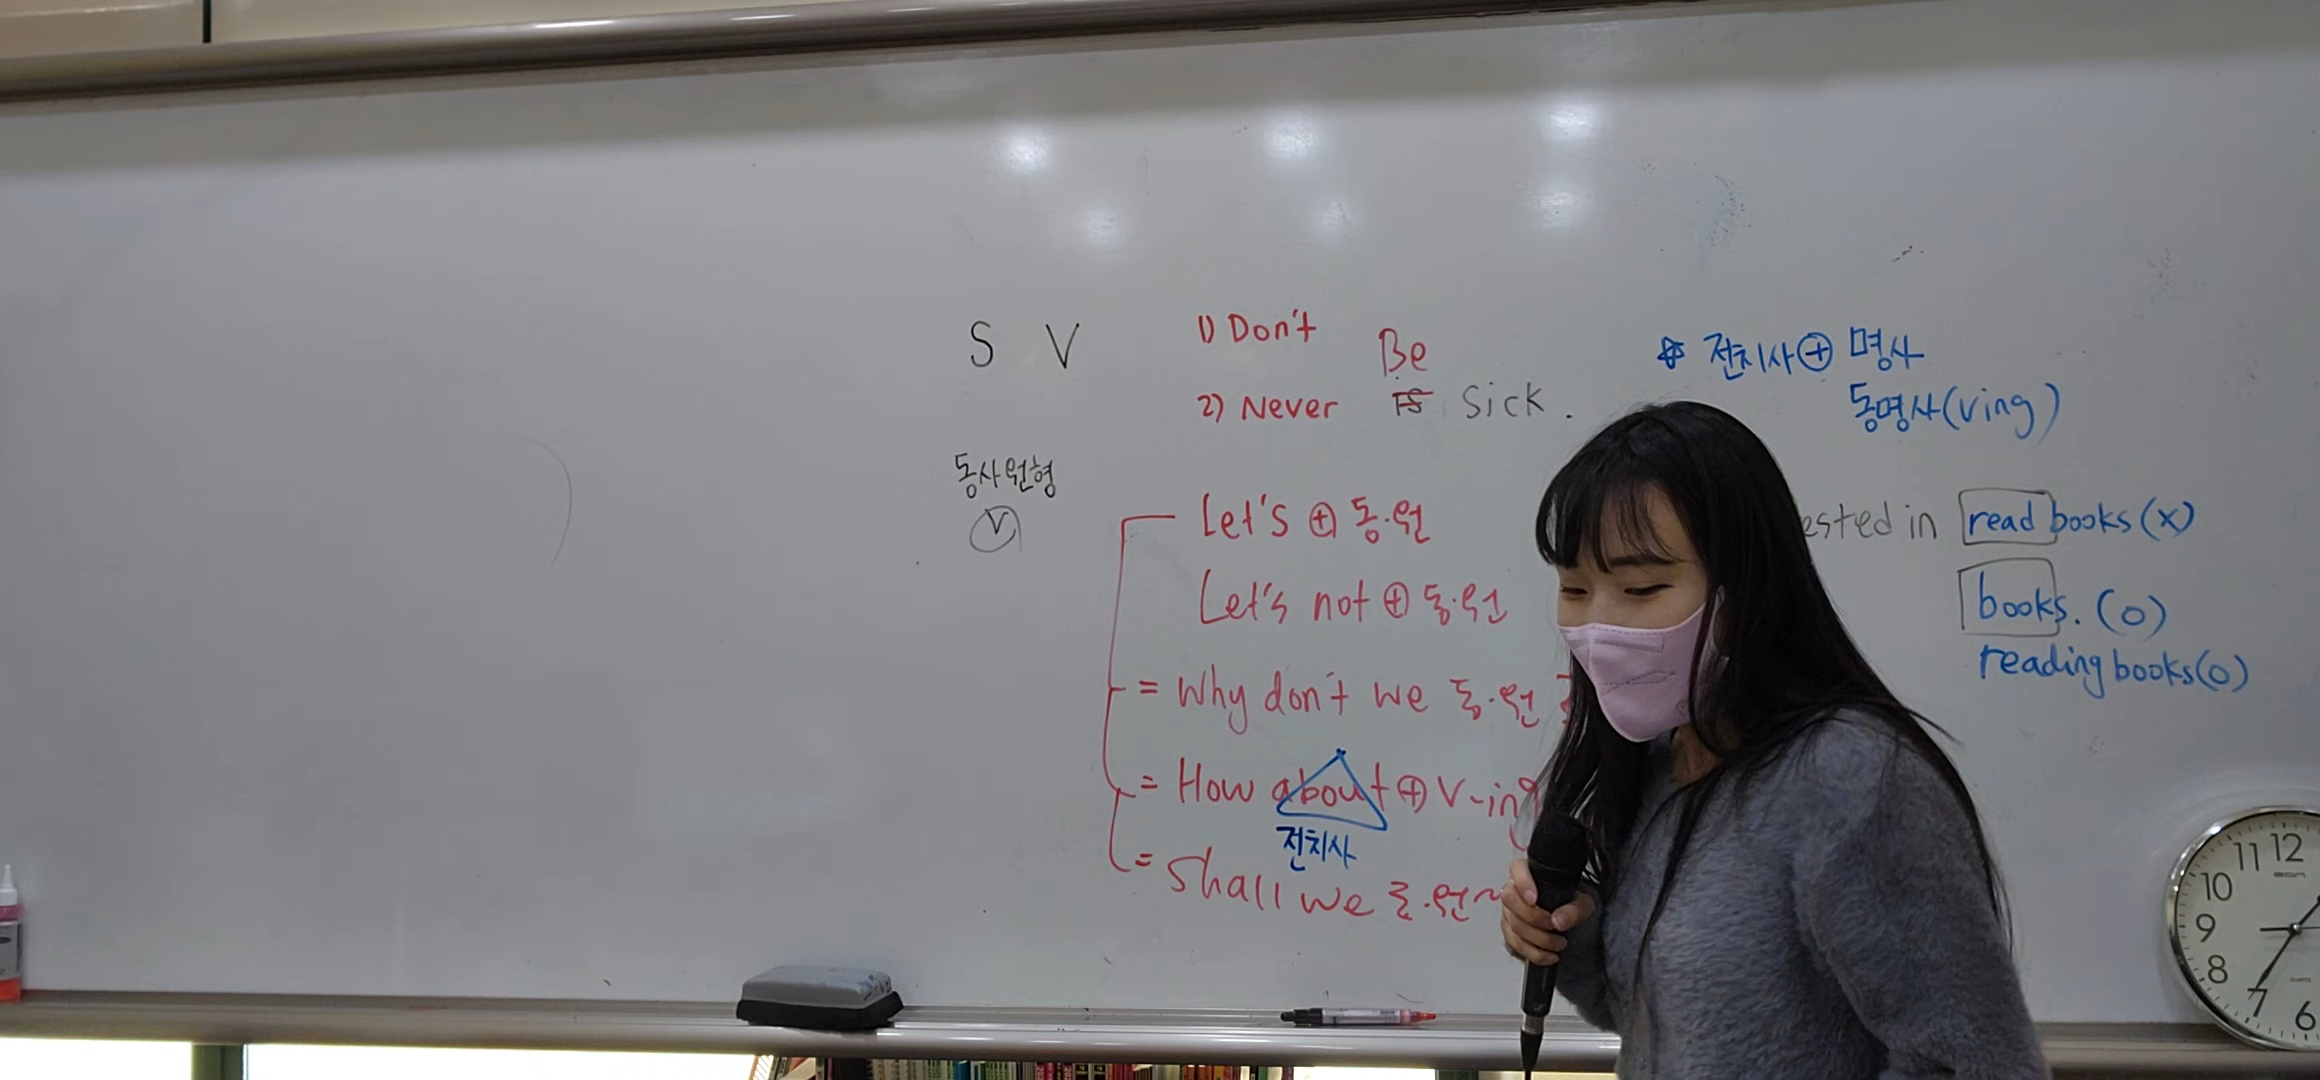 S V
1) Don't
Be
2) Never is sick.
동사원형
V
Let's ⊕ 동.원
Let's not ⊕ 동.원
= Why don't we 동.원
= How about ⊕ V-ing
전치사
= Shall we 동.원~
☆ 전치사 ⊕ 명사
동명사(ving)
ested in read books (x)
books. (o)
reading books (o)
12
11
10
9
8
7
6